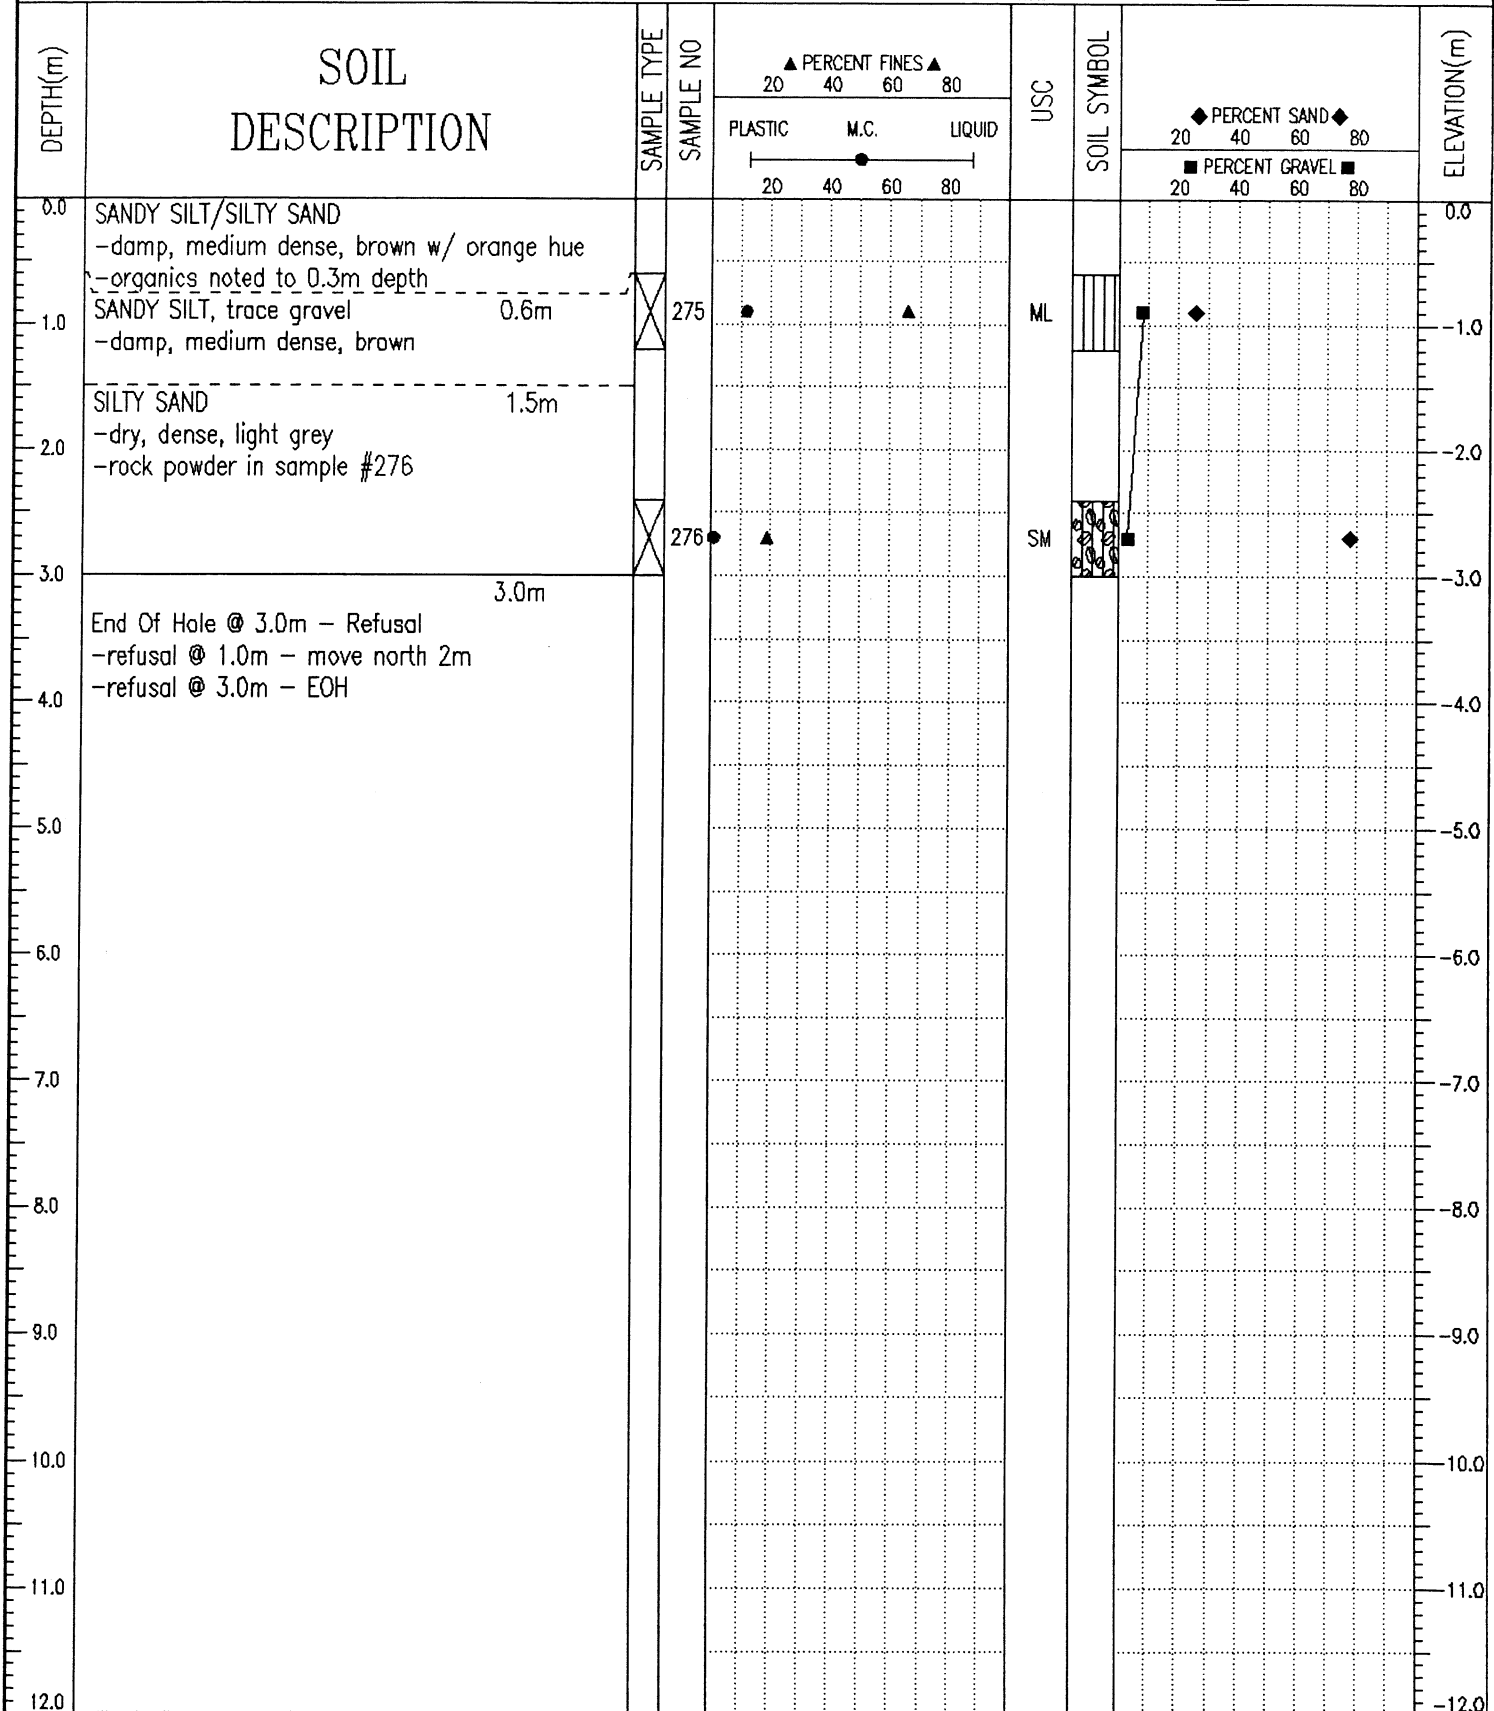 DEPTH(m)
SOIL
DESCRIPTION
SAMPLE TYPE
SAMPLE NO
▲ PERCENT FINES ▲
20 40 60 80
PLASTIC M.C. LIQUID
20 40 60 80
USC
SOIL SYMBOL
◆ PERCENT SAND ◆
20 40 60 80
■ PERCENT GRAVEL ■
20 40 60 80
ELEVATION(m)
0.0
SANDY SILT/SILTY SAND
-damp, medium dense, brown w/ orange hue
-organics noted to 0.3m depth
SANDY SILT, trace gravel 0.6m
-damp, medium dense, brown
1.0
275
ML
SILTY SAND 1.5m
-dry, dense, light grey
-rock powder in sample #276
2.0
276
SM
3.0
3.0m
End Of Hole @ 3.0m - Refusal
-refusal @ 1.0m - move north 2m
-refusal @ 3.0m - EOH
4.0
5.0
6.0
7.0
8.0
9.0
10.0
11.0
12.0
0.0
-1.0
-2.0
-3.0
-4.0
-5.0
-6.0
-7.0
-8.0
-9.0
-10.0
-11.0
-12.0